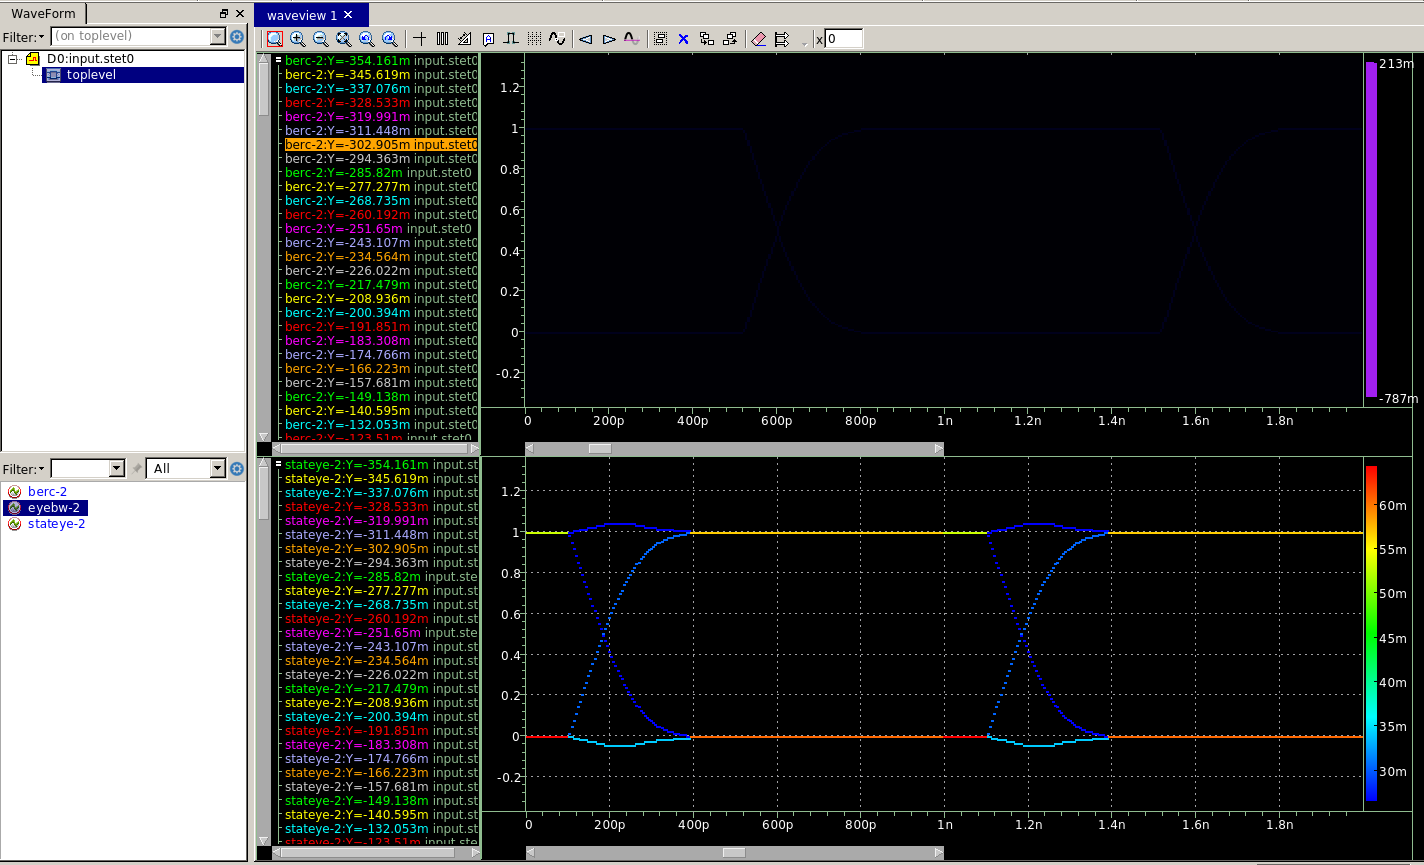 WaveForm
Filter:
(on toplevel)
D0:input.stet0
toplevel
Filter:
All
berc-2
eyebw-2
stateye-2
waveview 1
x 0
berc-2:Y=-354.161m input.stet0
berc-2:Y=-345.619m input.stet0
berc-2:Y=-337.076m input.stet0
berc-2:Y=-328.533m input.stet0
berc-2:Y=-319.991m input.stet0
berc-2:Y=-311.448m input.stet0
berc-2:Y=-302.905m input.stet0
berc-2:Y=-294.363m input.stet0
berc-2:Y=-285.82m input.stet0
berc-2:Y=-277.277m input.stet0
berc-2:Y=-268.735m input.stet0
berc-2:Y=-260.192m input.stet0
berc-2:Y=-251.65m input.stet0
berc-2:Y=-243.107m input.stet0
berc-2:Y=-234.564m input.stet0
berc-2:Y=-226.022m input.stet0
berc-2:Y=-217.479m input.stet0
berc-2:Y=-208.936m input.stet0
berc-2:Y=-200.394m input.stet0
berc-2:Y=-191.851m input.stet0
berc-2:Y=-183.308m input.stet0
berc-2:Y=-174.766m input.stet0
berc-2:Y=-166.223m input.stet0
berc-2:Y=-157.681m input.stet0
berc-2:Y=-149.138m input.stet0
berc-2:Y=-140.595m input.stet0
berc-2:Y=-132.053m input.stet0
berc-2:Y=-123.51m input.stet0
1.2
1
0.8
0.6
0.4
0.2
0
-0.2
0 200p 400p 600p 800p 1n 1.2n 1.4n 1.6n 1.8n
213m
-787m
stateye-2:Y=-354.161m input.st
stateye-2:Y=-345.619m input.st
stateye-2:Y=-337.076m input.st
stateye-2:Y=-328.533m input.st
stateye-2:Y=-319.991m input.st
stateye-2:Y=-311.448m input.st
stateye-2:Y=-302.905m input.st
stateye-2:Y=-294.363m input.st
stateye-2:Y=-285.82m input.ste
stateye-2:Y=-277.277m input.st
stateye-2:Y=-268.735m input.st
stateye-2:Y=-260.192m input.st
stateye-2:Y=-251.65m input.ste
stateye-2:Y=-243.107m input.st
stateye-2:Y=-234.564m input.st
stateye-2:Y=-226.022m input.st
stateye-2:Y=-217.479m input.st
stateye-2:Y=-208.936m input.st
stateye-2:Y=-200.394m input.st
stateye-2:Y=-191.851m input.st
stateye-2:Y=-183.308m input.st
stateye-2:Y=-174.766m input.st
stateye-2:Y=-166.223m input.st
stateye-2:Y=-157.681m input.st
stateye-2:Y=-149.138m input.st
stateye-2:Y=-140.595m input.st
stateye-2:Y=-132.053m input.st
stateye-2:Y=-123.51m input.ste
1.2
1
0.8
0.6
0.4
0.2
0
-0.2
0 200p 400p 600p 800p 1n 1.2n 1.4n 1.6n 1.8n
60m
55m
50m
45m
40m
35m
30m